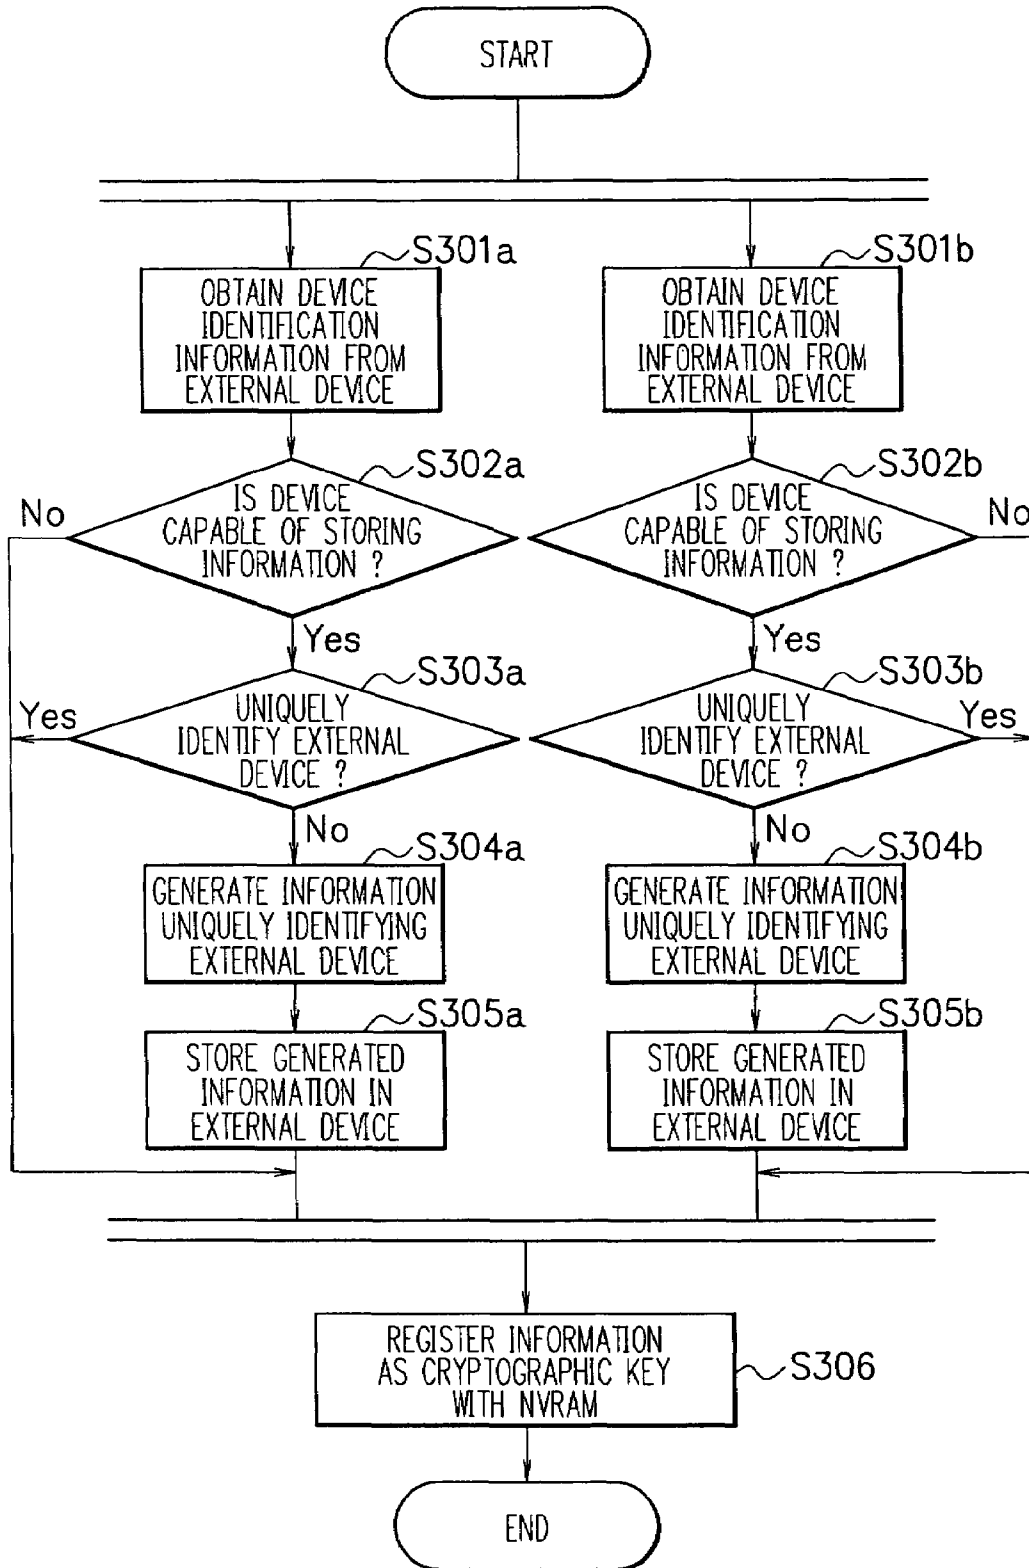 START
S301a
OBTAIN DEVICE
IDENTIFICATION
INFORMATION FROM
EXTERNAL DEVICE
S301b
OBTAIN DEVICE
IDENTIFICATION
INFORMATION FROM
EXTERNAL DEVICE
S302a
No
IS DEVICE
CAPABLE OF STORING
INFORMATION ?
Yes
S302b
IS DEVICE
CAPABLE OF STORING
INFORMATION ?
No
Yes
S303a
Yes
UNIQUELY
IDENTIFY EXTERNAL
DEVICE ?
No
S303b
UNIQUELY
IDENTIFY EXTERNAL
DEVICE ?
Yes
No
S304a
GENERATE INFORMATION
UNIQUELY IDENTIFYING
EXTERNAL DEVICE
S304b
GENERATE INFORMATION
UNIQUELY IDENTIFYING
EXTERNAL DEVICE
S305a
STORE GENERATED
INFORMATION IN
EXTERNAL DEVICE
S305b
STORE GENERATED
INFORMATION IN
EXTERNAL DEVICE
REGISTER INFORMATION
AS CRYPTOGRAPHIC KEY
WITH NVRAM
S306
END